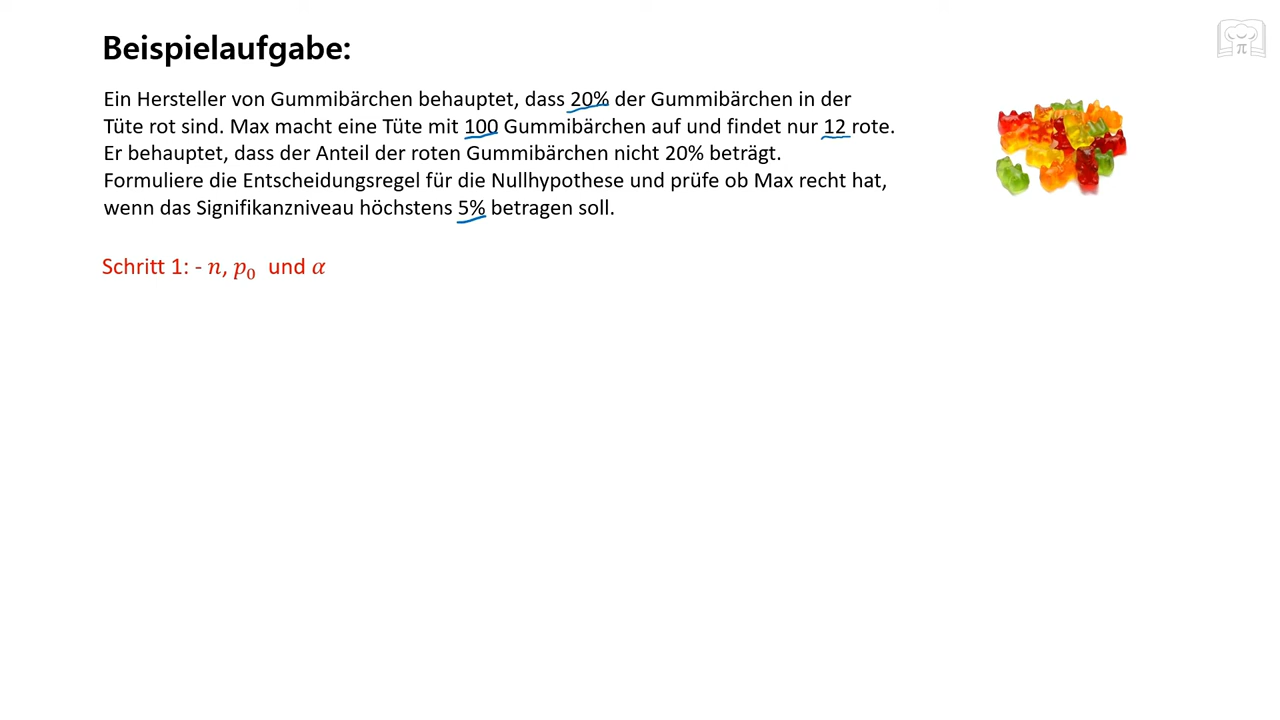 Beispielaufgabe:
Ein Hersteller von Gummibärchen behauptet, dass 20% der Gummibärchen in der
Tüte rot sind. Max macht eine Tüte mit 100 Gummibärchen auf und findet nur 12 rote.
Er behauptet, dass der Anteil der roten Gummibärchen nicht 20% beträgt.
Formuliere die Entscheidungsregel für die Nullhypothese und prüfe ob Max recht hat,
wenn das Signifikanzniveau höchstens 5% betragen soll.
Schritt 1: - n, p₀ und α
π